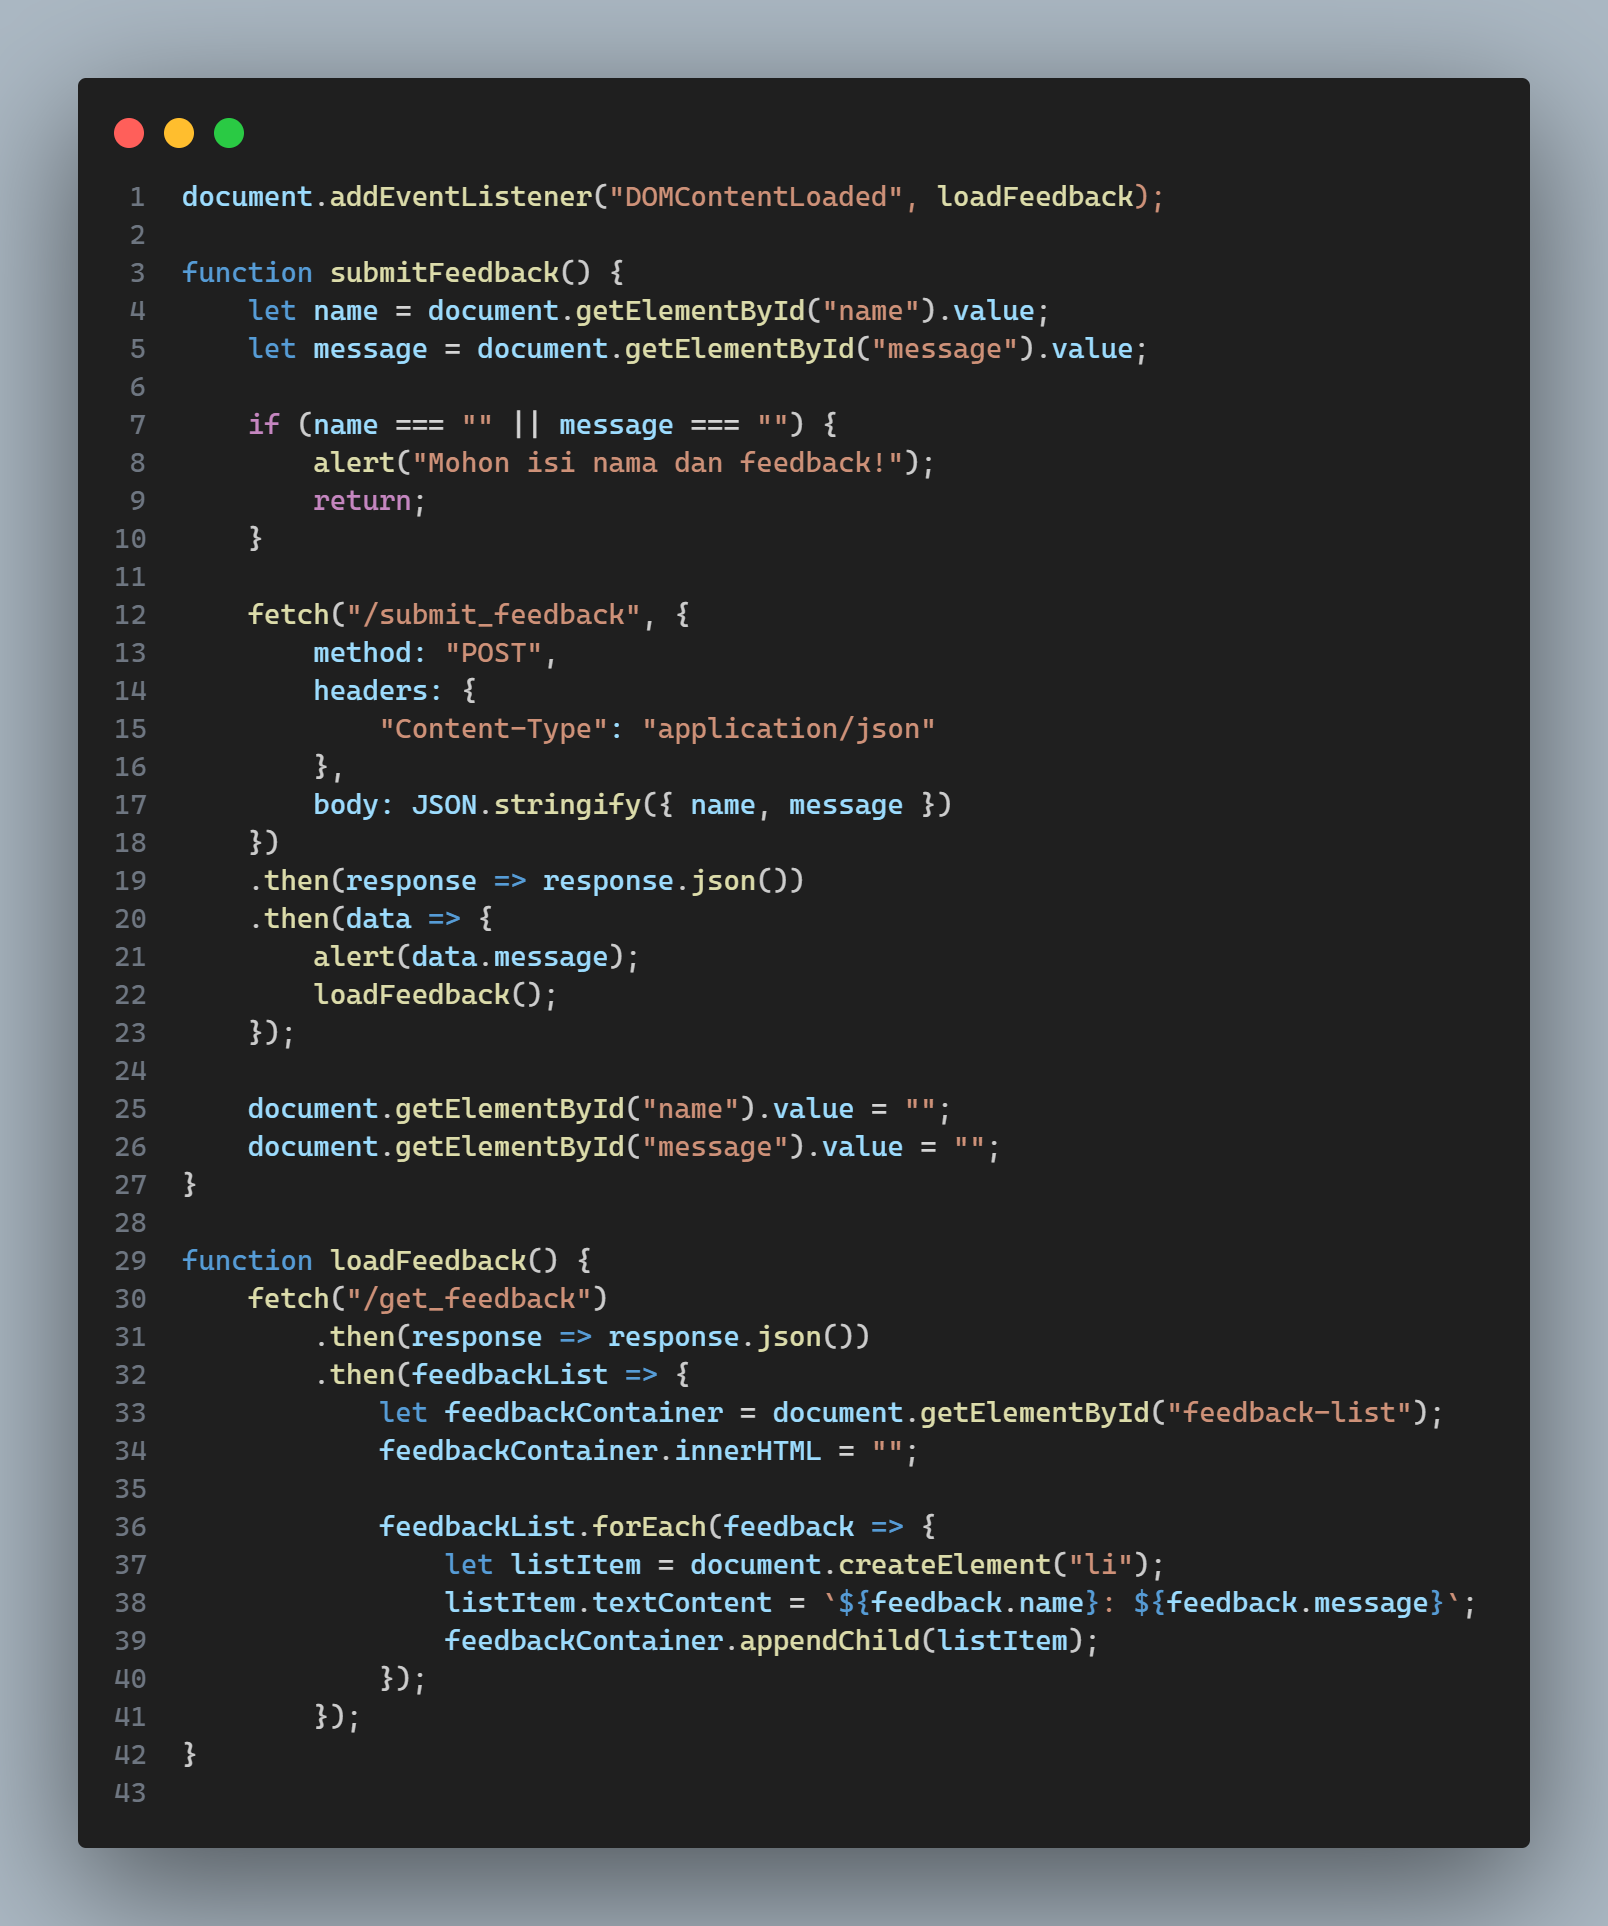 1 document.addEventListener("DOMContentLoaded", loadFeedback);
2
3 function submitFeedback() {
4     let name = document.getElementById("name").value;
5     let message = document.getElementById("message").value;
6
7     if (name === "" || message === "") {
8         alert("Mohon isi nama dan feedback!");
9         return;
10     }
11
12     fetch("/submit_feedback", {
13         method: "POST",
14         headers: {
15             "Content-Type": "application/json"
16         },
17         body: JSON.stringify({ name, message })
18     })
19     .then(response => response.json())
20     .then(data => {
21         alert(data.message);
22         loadFeedback();
23     });
24
25     document.getElementById("name").value = "";
26     document.getElementById("message").value = "";
27 }
28
29 function loadFeedback() {
30     fetch("/get_feedback")
31         .then(response => response.json())
32         .then(feedbackList => {
33             let feedbackContainer = document.getElementById("feedback-list");
34             feedbackContainer.innerHTML = "";
35
36             feedbackList.forEach(feedback => {
37                 let listItem = document.createElement("li");
38                 listItem.textContent = `${feedback.name}: ${feedback.message}`;
39                 feedbackContainer.appendChild(listItem);
40             });
41         });
42 }
43